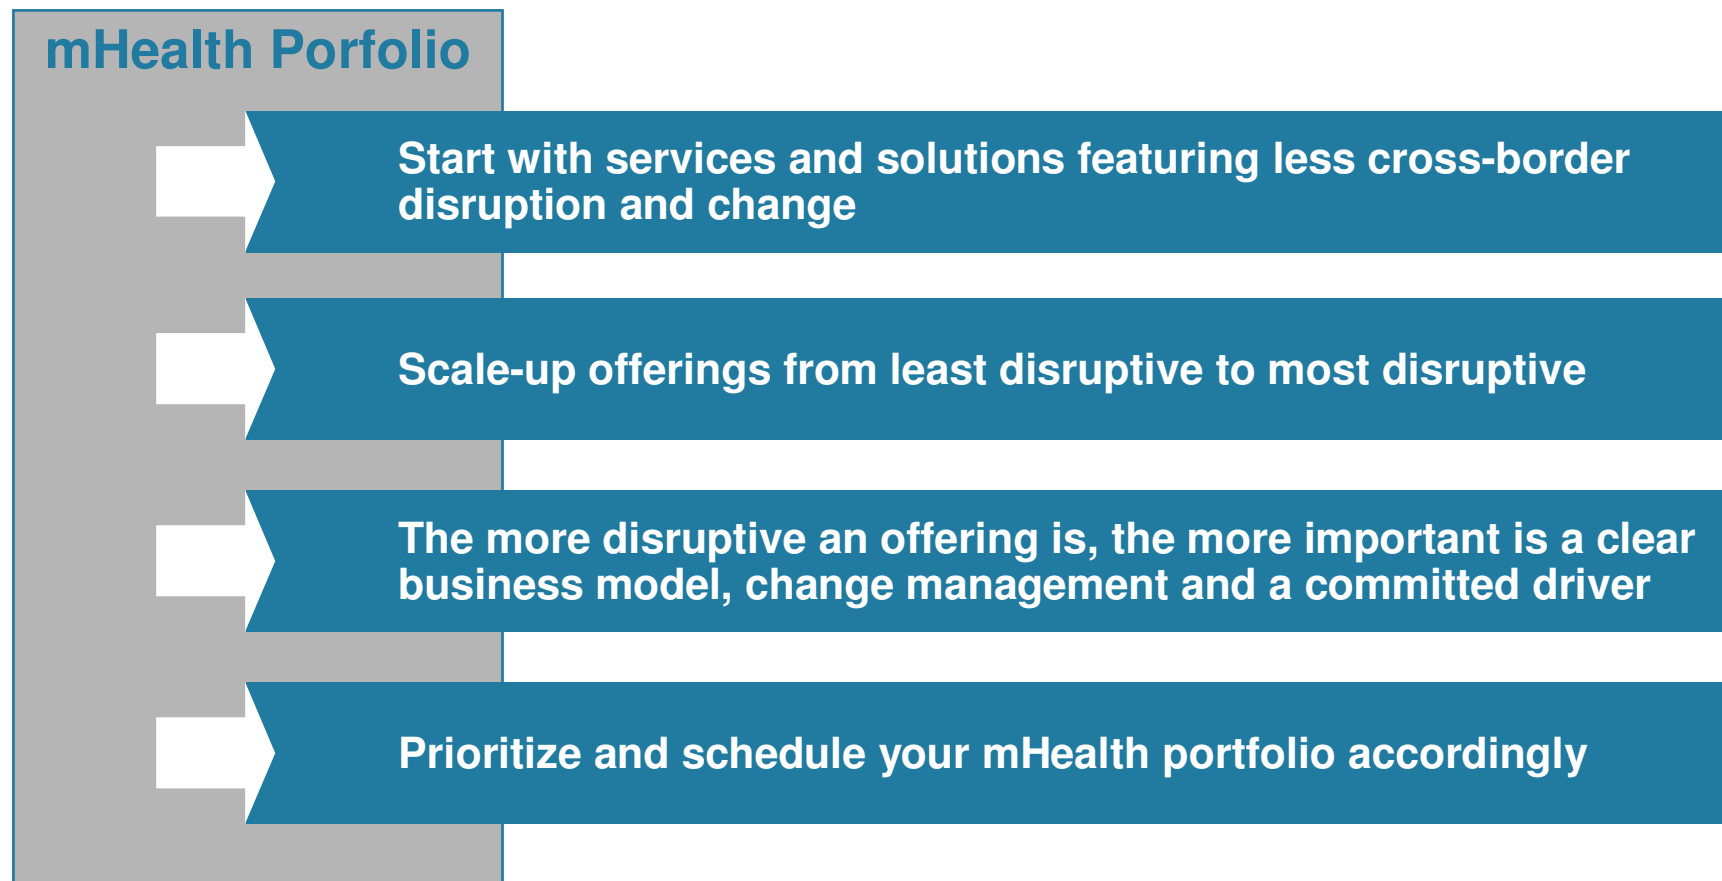 mHealth Porfolio
Start with services and solutions featuring less cross-border
disruption and change
Scale-up offerings from least disruptive to most disruptive
The more disruptive an offering is, the more important is a clear
business model, change management and a committed driver
Prioritize and schedule your mHealth portfolio accordingly